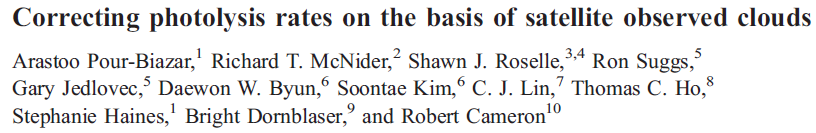 Correcting photolysis rates on the basis of satellite observed clouds
Arastoo Pour-Biazar,¹ Richard T. McNider,² Shawn J. Roselle,³,⁴ Ron Suggs,⁵
Gary Jedlovec,⁵ Daewon W. Byun,⁶ Soontae Kim,⁶ C. J. Lin,⁷ Thomas C. Ho,⁸
Stephanie Haines,¹ Bright Dornblaser,⁹ and Robert Cameron¹⁰